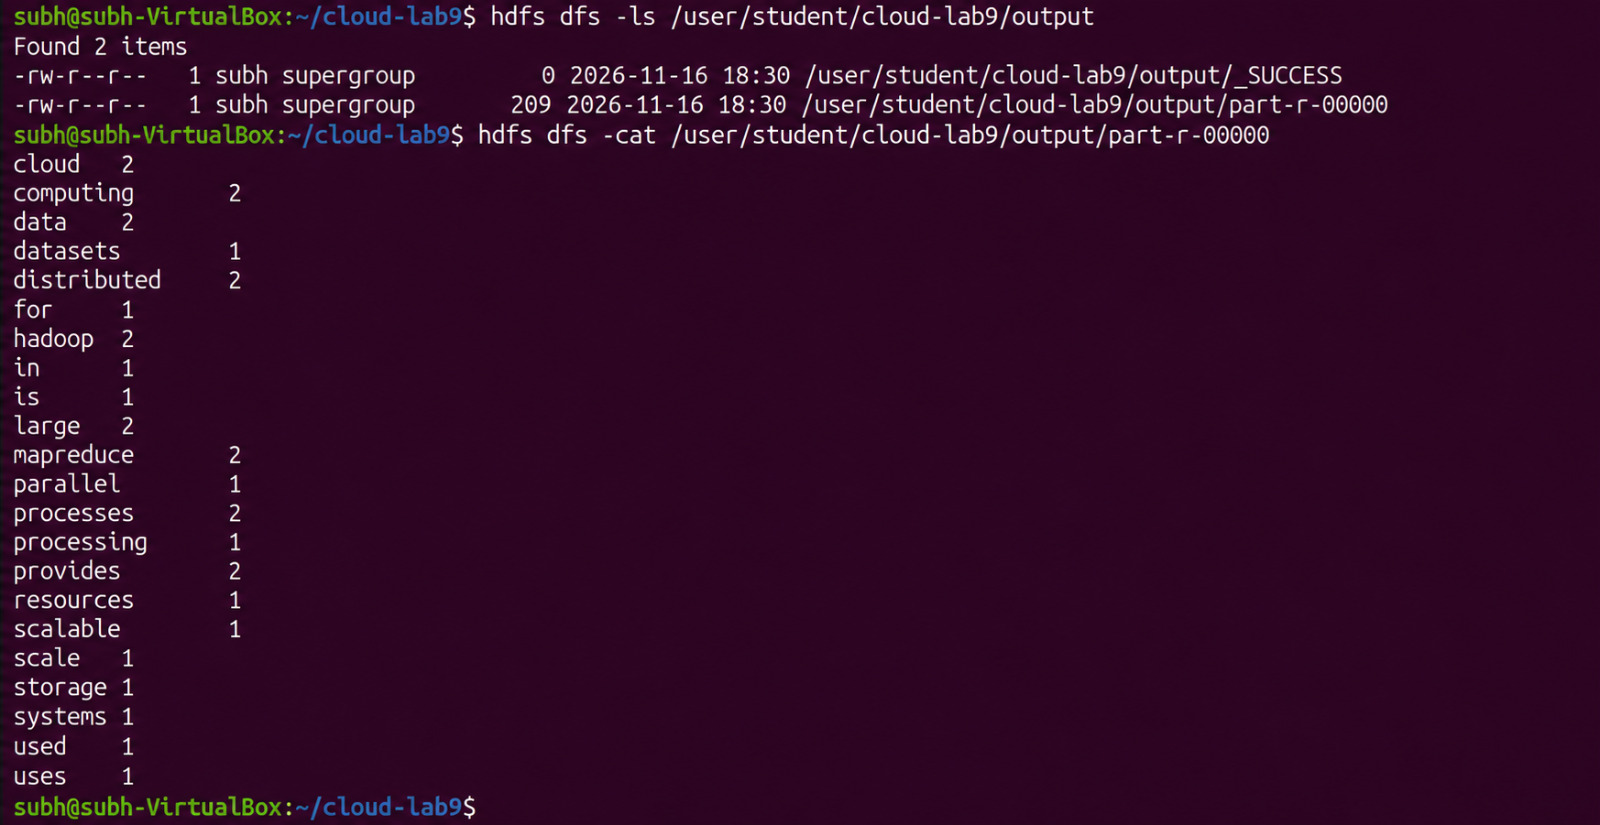 subh@subh-VirtualBox:~/cloud-lab9$ hdfs dfs -ls /user/student/cloud-lab9/output
Found 2 items
-rw-r--r--   1 subh supergroup          0 2026-11-16 18:30 /user/student/cloud-lab9/output/_SUCCESS
-rw-r--r--   1 subh supergroup        209 2026-11-16 18:30 /user/student/cloud-lab9/output/part-r-00000
subh@subh-VirtualBox:~/cloud-lab9$ hdfs dfs -cat /user/student/cloud-lab9/output/part-r-00000
cloud	2
computing	2
data	2
datasets	1
distributed	2
for	1
hadoop	2
in	1
is	1
large	2
mapreduce	2
parallel	1
processes	2
processing	1
provides	2
resources	1
scalable	1
scale	1
storage	1
systems	1
used	1
uses	1
subh@subh-VirtualBox:~/cloud-lab9$